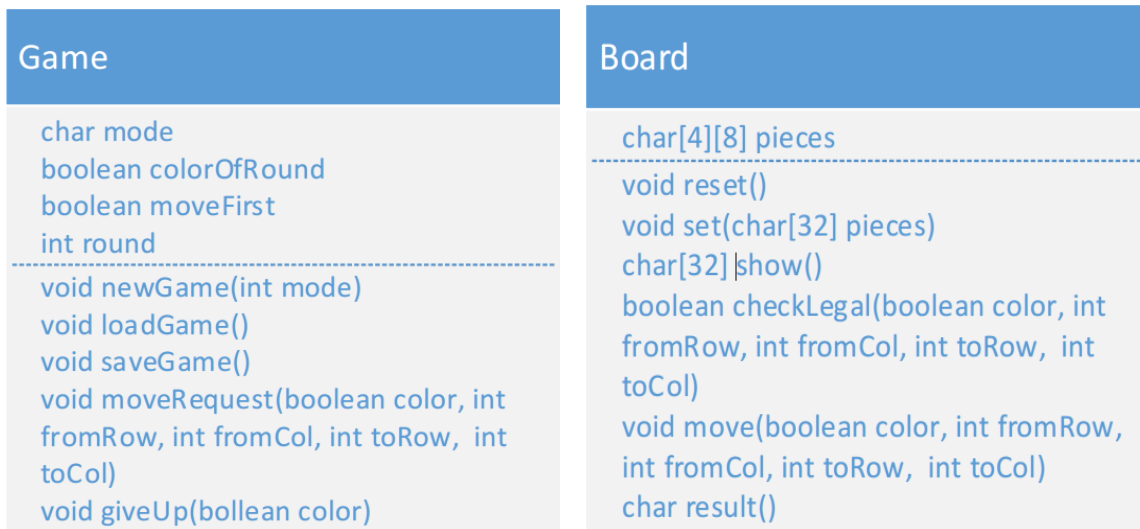 Game
char mode
boolean colorOfRound
boolean moveFirst
int round
void newGame(int mode)
void loadGame()
void saveGame()
void moveRequest(boolean color, int
fromRow, int fromCol, int toRow, int
toCol)
void giveUp(bollean color)
Board
char[4][8] pieces
void reset()
void set(char[32] pieces)
char[32] show()
boolean checkLegal(boolean color, int
fromRow, int fromCol, int toRow, int
toCol)
void move(boolean color, int fromRow,
int fromCol, int toRow, int toCol)
char result()